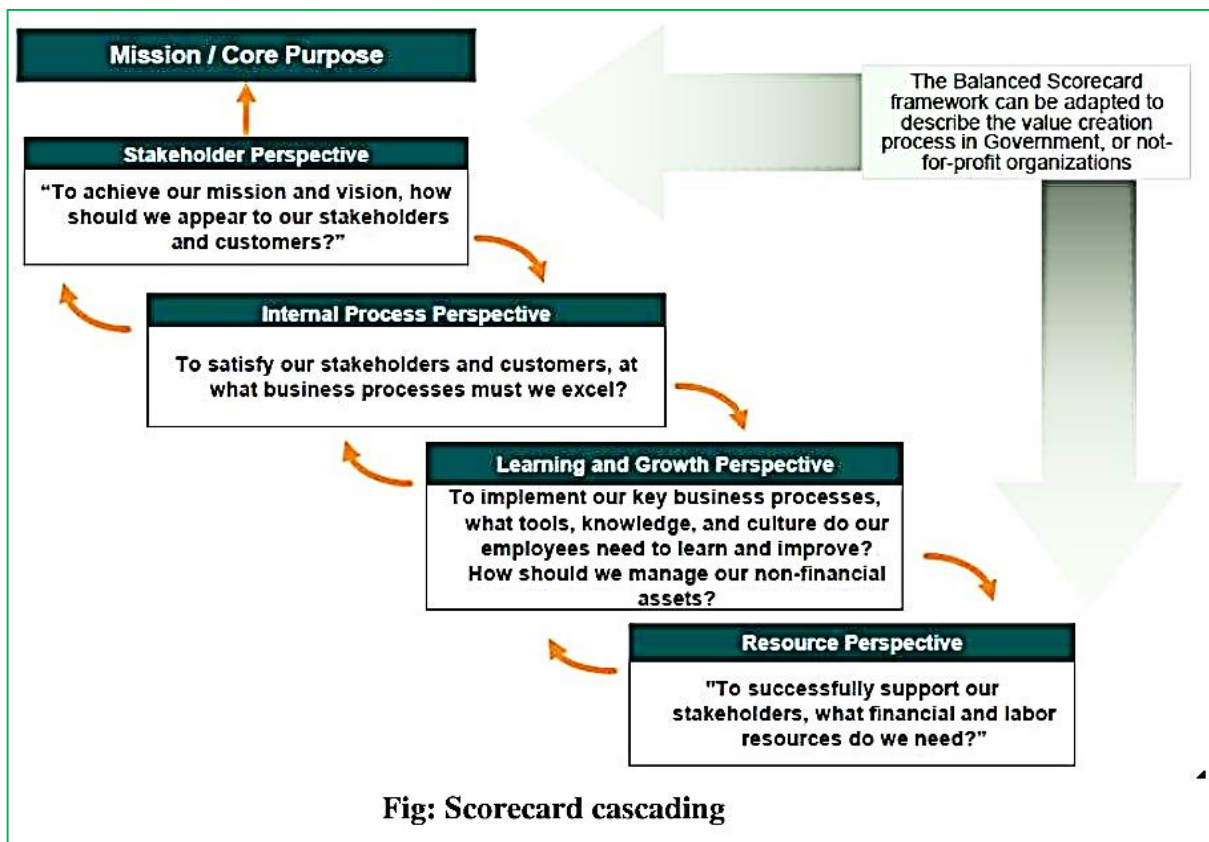 Mission / Core Purpose
The Balanced Scorecard
framework can be adapted to
describe the value creation
process in Government, or not-
for-profit organizations
Stakeholder Perspective
“To achieve our mission and vision, how
should we appear to our stakeholders
and customers?”
Internal Process Perspective
To satisfy our stakeholders and customers, at
what business processes must we excel?
Learning and Growth Perspective
To implement our key business processes,
what tools, knowledge, and culture do our
employees need to learn and improve?
How should we manage our non-financial
assets?
Resource Perspective
"To successfully support our
stakeholders, what financial and labor
resources do we need?”
Fig: Scorecard cascading